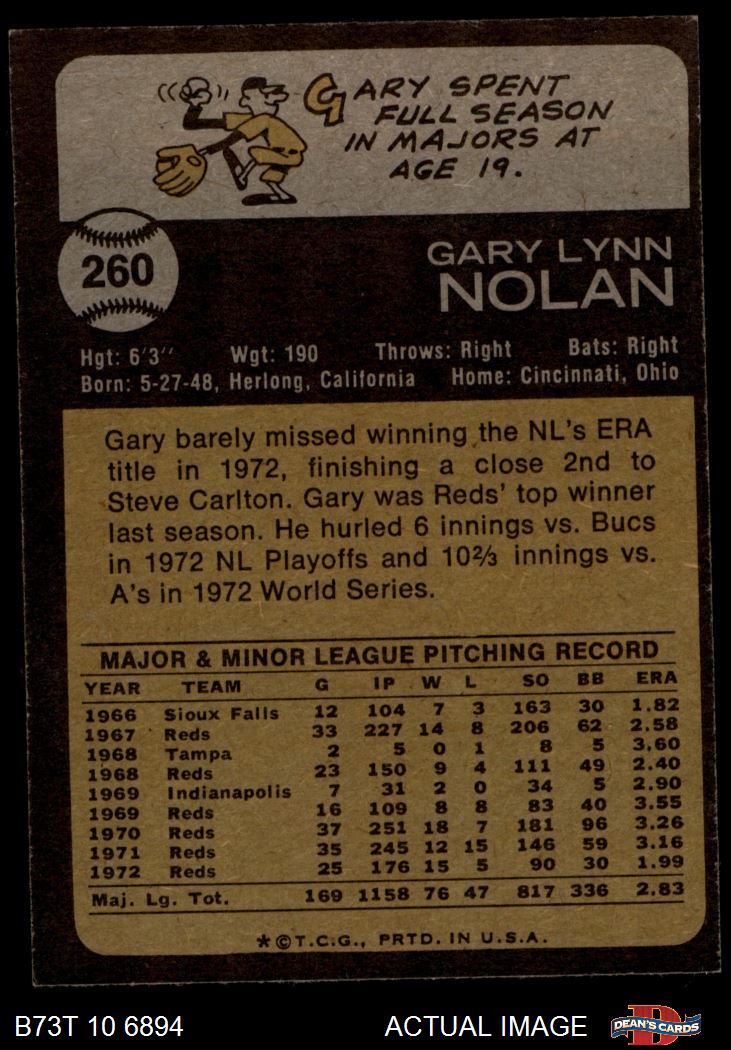 GARY SPENT
FULL SEASON
IN MAJORS AT
AGE 19.
260
GARY LYNN
NOLAN
Hgt: 6'3" Wgt: 190 Throws: Right Bats: Right
Born: 5-27-48, Herlong, California Home: Cincinnati, Ohio
Gary barely missed winning the NL's ERA
title in 1972, finishing a close 2nd to
Steve Carlton. Gary was Reds' top winner
last season. He hurled 6 innings vs. Bucs
in 1972 NL Playoffs and 10⅔ innings vs.
A's in 1972 World Series.
MAJOR & MINOR LEAGUE PITCHING RECORD
YEAR TEAM G IP W L SO BB ERA
1966 Sioux Falls 12 104 7 3 163 30 1.82
1967 Reds 33 227 14 8 206 62 2.58
1968 Tampa 2 5 0 1 8 5 3.60
1968 Reds 23 150 9 4 111 49 2.40
1969 Indianapolis 7 31 2 0 34 5 2.90
1969 Reds 16 109 8 8 83 40 3.55
1970 Reds 37 251 18 7 181 96 3.26
1971 Reds 35 245 12 15 146 59 3.16
1972 Reds 25 176 15 5 90 30 1.99
Maj. Lg. Tot. 169 1158 76 47 817 336 2.83
*©T.C.G., PRTD. IN U.S.A.
B73T 10 6894 ACTUAL IMAGE D DEAN'S CARDS